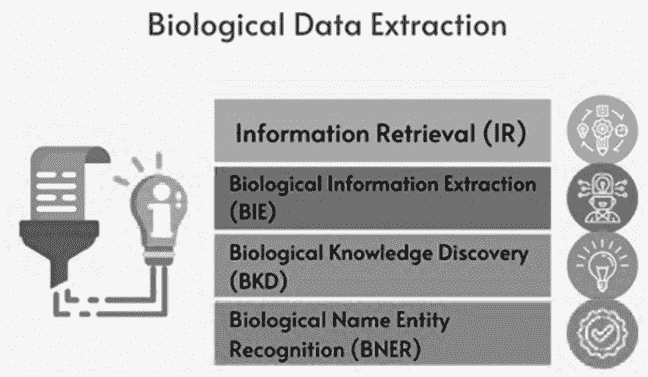 Biological Data Extraction
Information Retrieval (IR)
Biological Information Extraction
(BIE)
Biological Knowledge Discovery
(BKD)
Biological Name Entity
Recognition (BNER)